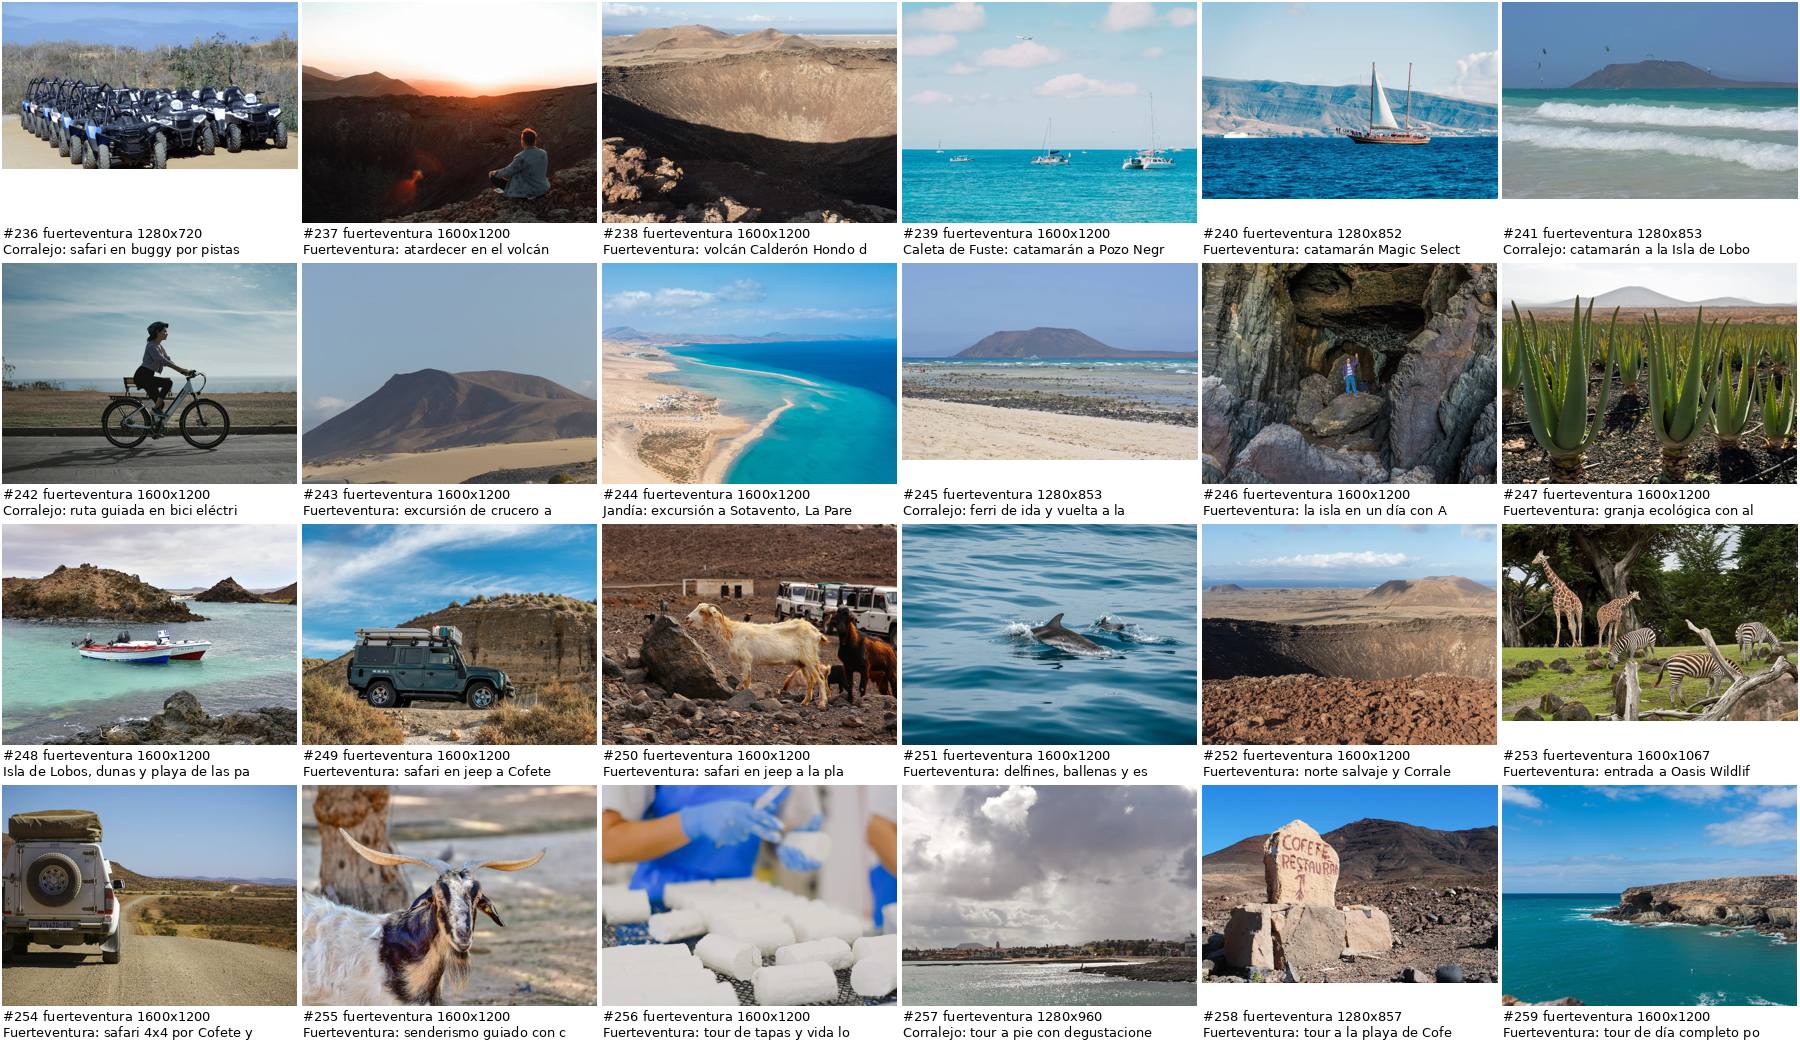 #236 fuerteventura 1280x720
Corralejo: safari en buggy por pistas
#237 fuerteventura 1600x1200
Fuerteventura: atardecer en el volcán
#238 fuerteventura 1600x1200
Fuerteventura: volcán Calderón Hondo d
#239 fuerteventura 1600x1200
Caleta de Fuste: catamarán a Pozo Negr
#240 fuerteventura 1280x852
Fuerteventura: catamarán Magic Select
#241 fuerteventura 1280x853
Corralejo: catamarán a la Isla de Lobo
#242 fuerteventura 1600x1200
Corralejo: ruta guiada en bici eléctri
#243 fuerteventura 1600x1200
Fuerteventura: excursión de crucero a
#244 fuerteventura 1600x1200
Jandía: excursión a Sotavento, La Pare
#245 fuerteventura 1280x853
Corralejo: ferri de ida y vuelta a la
#246 fuerteventura 1600x1200
Fuerteventura: la isla en un día con A
#247 fuerteventura 1600x1200
Fuerteventura: granja ecológica con al
#248 fuerteventura 1600x1200
Isla de Lobos, dunas y playa de las pa
#249 fuerteventura 1600x1200
Fuerteventura: safari en jeep a Cofete
#250 fuerteventura 1600x1200
Fuerteventura: safari en jeep a la pla
#251 fuerteventura 1600x1200
Fuerteventura: delfines, ballenas y es
#252 fuerteventura 1600x1200
Fuerteventura: norte salvaje y Corrale
#253 fuerteventura 1600x1067
Fuerteventura: entrada a Oasis Wildlif
#254 fuerteventura 1600x1200
Fuerteventura: safari 4x4 por Cofete y
#255 fuerteventura 1600x1200
Fuerteventura: senderismo guiado con c
#256 fuerteventura 1600x1200
Fuerteventura: tour de tapas y vida lo
#257 fuerteventura 1280x960
Corralejo: tour a pie con degustacione
COFETE
RESTAURAN
#258 fuerteventura 1280x857
Fuerteventura: tour a la playa de Cofe
#259 fuerteventura 1600x1200
Fuerteventura: tour de día completo po